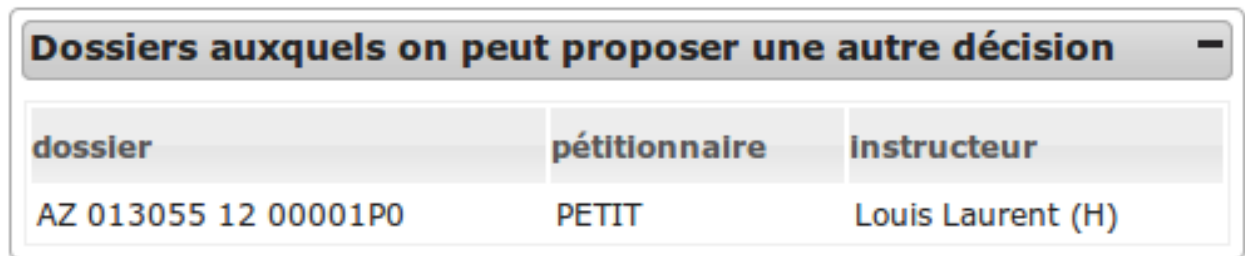 Dossiers auxquels on peut proposer une autre décision
dossier pétitionnaire instructeur
AZ 013055 12 00001P0 PETIT Louis Laurent (H)